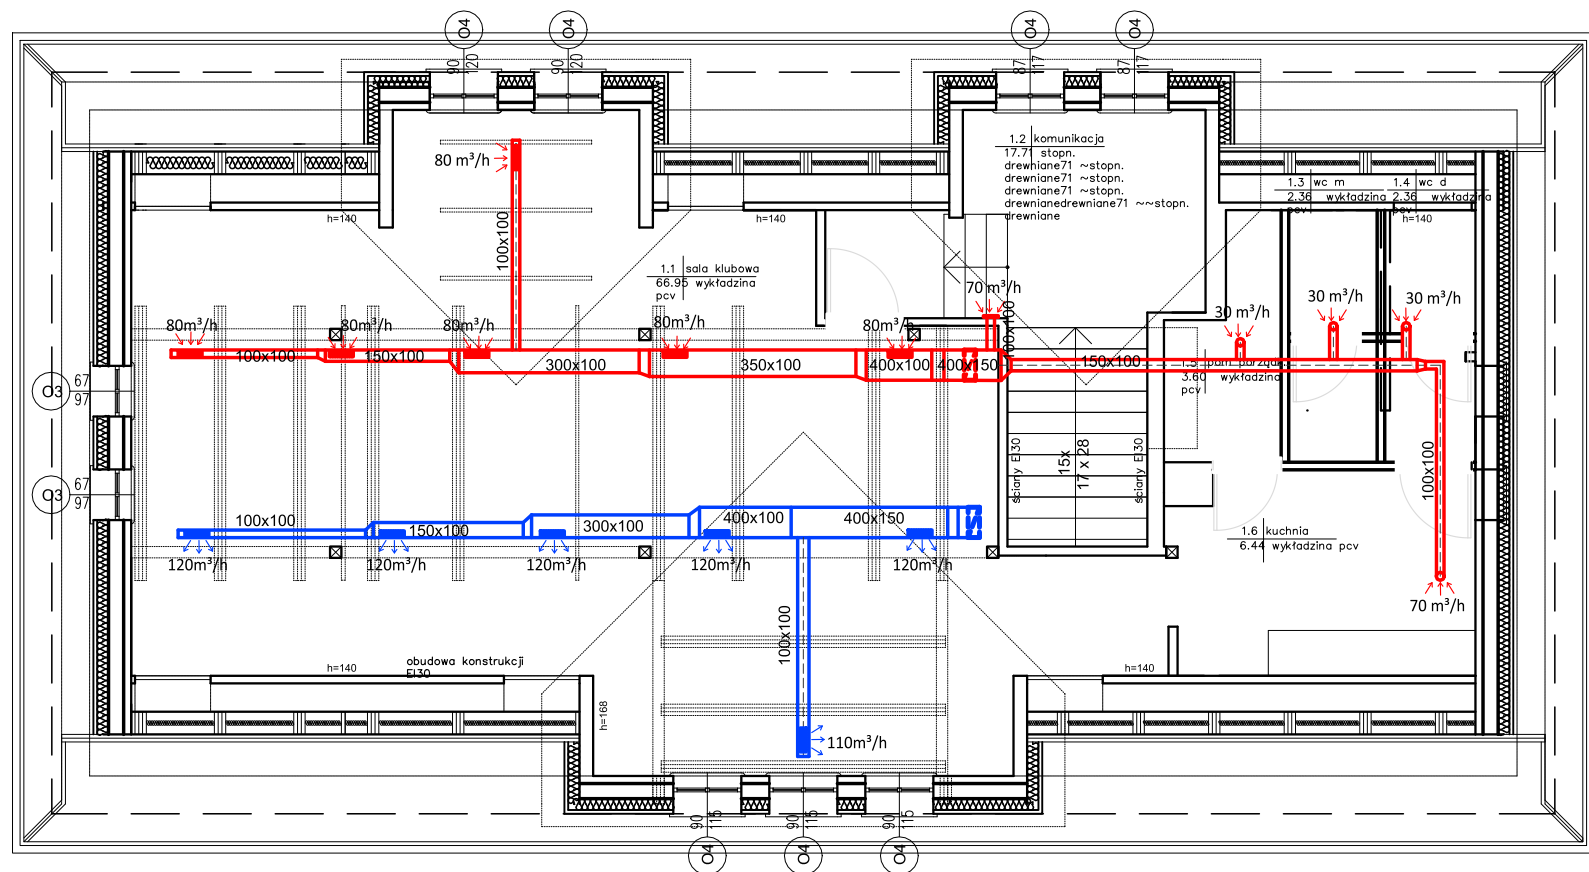 O4
O4
O4
O4
90
120
90
120
87
117
87
117
1.2 komunikacja
17.71 stopn.
drewniane71 ~stopn.
drewniane71 ~stopn.
drewniane71 ~stopn.
drewnianedrewniane71 ~~stopn.
drewniane
80 m³/h
1.3 wc m
2.36 wykładzina
pcv
1.4 wc d
2.36 wykładzina
pcv
h=140
h=140
h=140
100x100
1.1 sala klubowa
66.95 wykładzina
pcv
70 m³/h
30 m³/h
30 m³/h
30 m³/h
80m³/h
80m³/h
80m³/h
80m³/h
80m³/h
100x100
100x100
150x100
300x100
350x100
400x100
400x150
150x100
1.5 pom porządk
3.60 wykładzina
pcv
O3
67
97
O3
67
97
ściany EI30
15x
17 x 28
ściany EI30
100x100
100x100
150x100
300x100
400x100
400x150
120m³/h
120m³/h
120m³/h
120m³/h
120m³/h
1.6 kuchnia
6.44 wykładzina pcv
70 m³/h
100x100
h=140
obudowa konstrukcji
EI30
h=140
h=168
110m³/h
90
115
90
115
90
115
O4
O4
O4